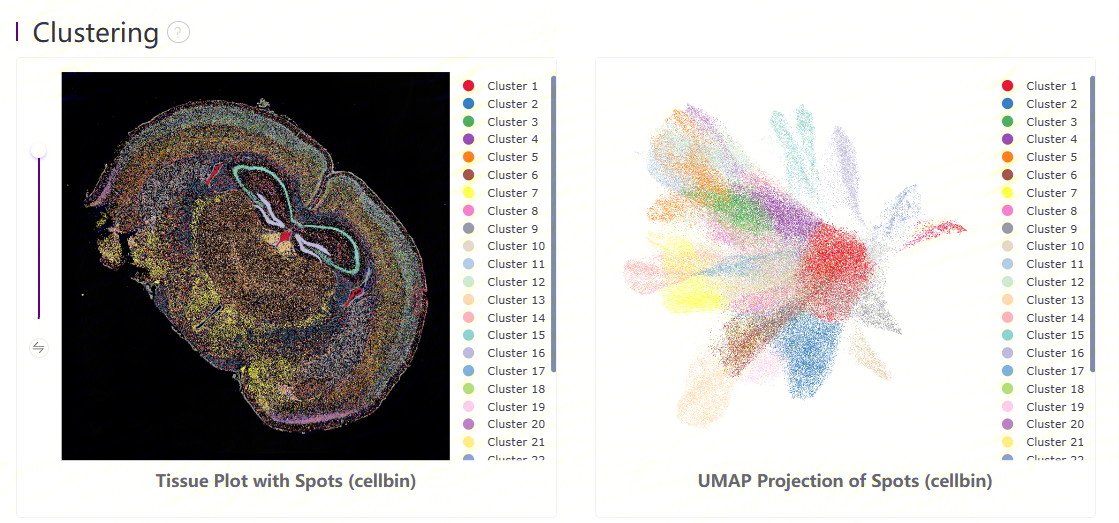 Clustering ?
Cluster 1
Cluster 2
Cluster 3
Cluster 4
Cluster 5
Cluster 6
Cluster 7
Cluster 8
Cluster 9
Cluster 10
Cluster 11
Cluster 12
Cluster 13
Cluster 14
Cluster 15
Cluster 16
Cluster 17
Cluster 18
Cluster 19
Cluster 20
Cluster 21
Cluster 22
Tissue Plot with Spots (cellbin)
Cluster 1
Cluster 2
Cluster 3
Cluster 4
Cluster 5
Cluster 6
Cluster 7
Cluster 8
Cluster 9
Cluster 10
Cluster 11
Cluster 12
Cluster 13
Cluster 14
Cluster 15
Cluster 16
Cluster 17
Cluster 18
Cluster 19
Cluster 20
Cluster 21
Cluster 22
UMAP Projection of Spots (cellbin)